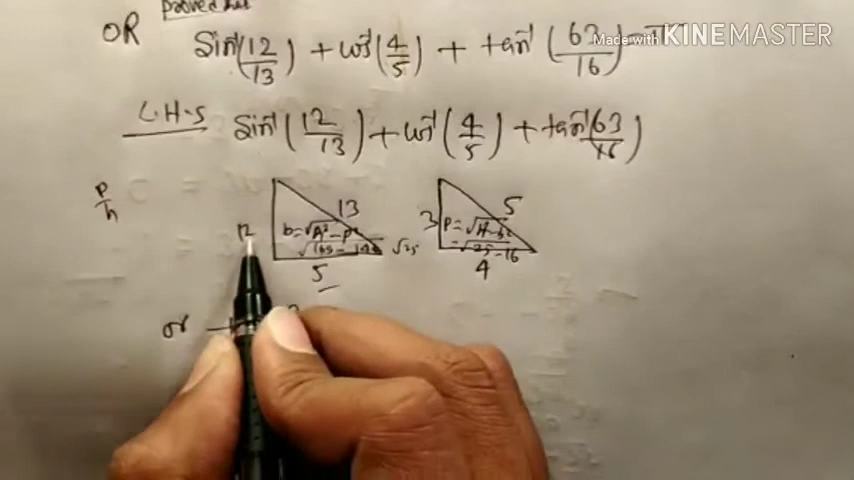 Proved that
OR Sin⁻¹(12/13) + cos⁻¹(4/5) + tan⁻¹(63/16) = π
Made with KINEMASTER
L.H.S Sin⁻¹(12/13) + cos⁻¹(4/5) + tan⁻¹(63/16)
P/h
12 13 b=√h²-p² √169-144 √25 5
3 5 P=√H²-b² =√25-16 4
or